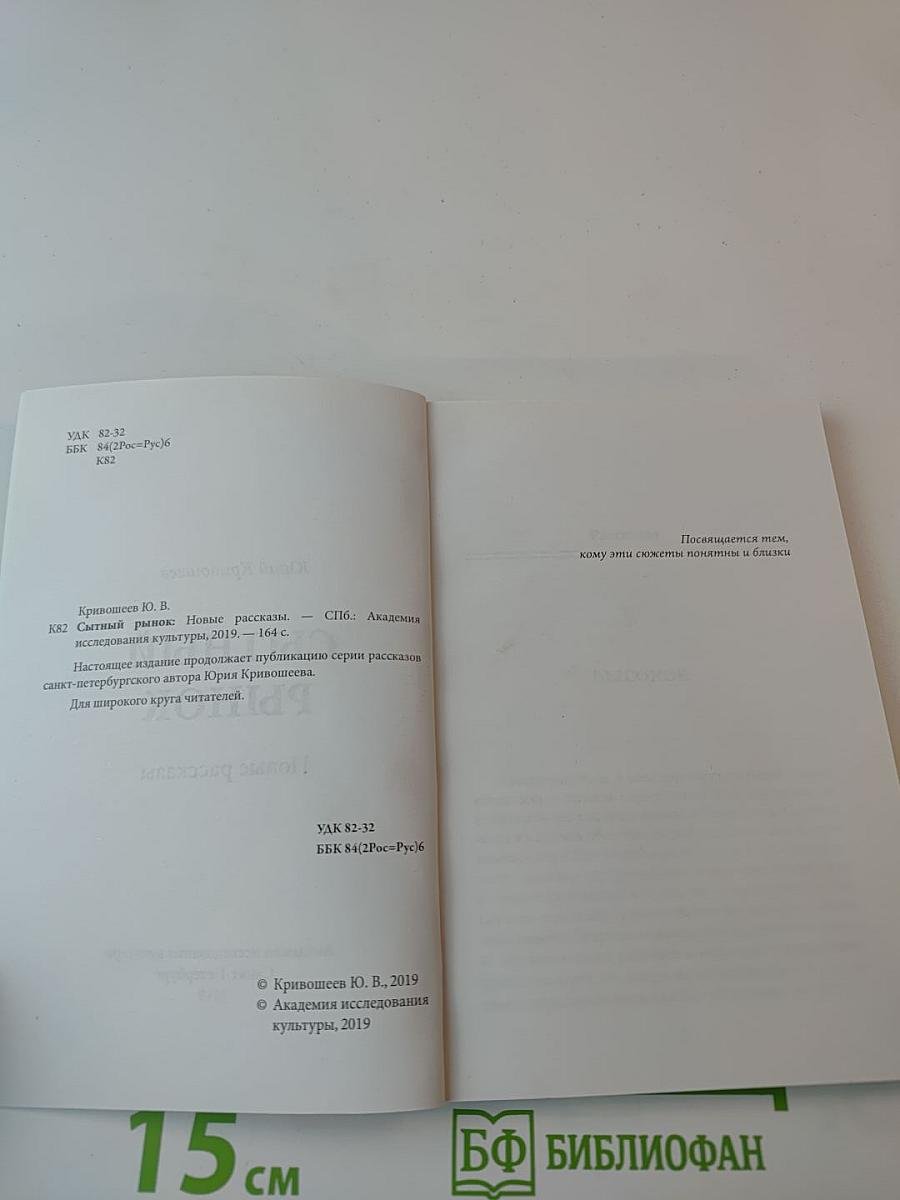 УДК 82-32
ББК 84(2Рос=Рус)6
К82
Кривошеев Ю. В.
К82 Сытный рынок: Новые рассказы. — СПб.: Академия
исследования культуры, 2019. — 164 с.
Настоящее издание продолжает публикацию серии рассказов
санкт-петербургского автора Юрия Кривошеева.
Для широкого круга читателей.
УДК 82-32
ББК 84(2Рос=Рус)6
© Кривошеев Ю. В., 2019
© Академия исследования
культуры, 2019
Посвящается тем,
кому эти сюжеты понятны и близки
15 см
БФ БИБЛИОФАН